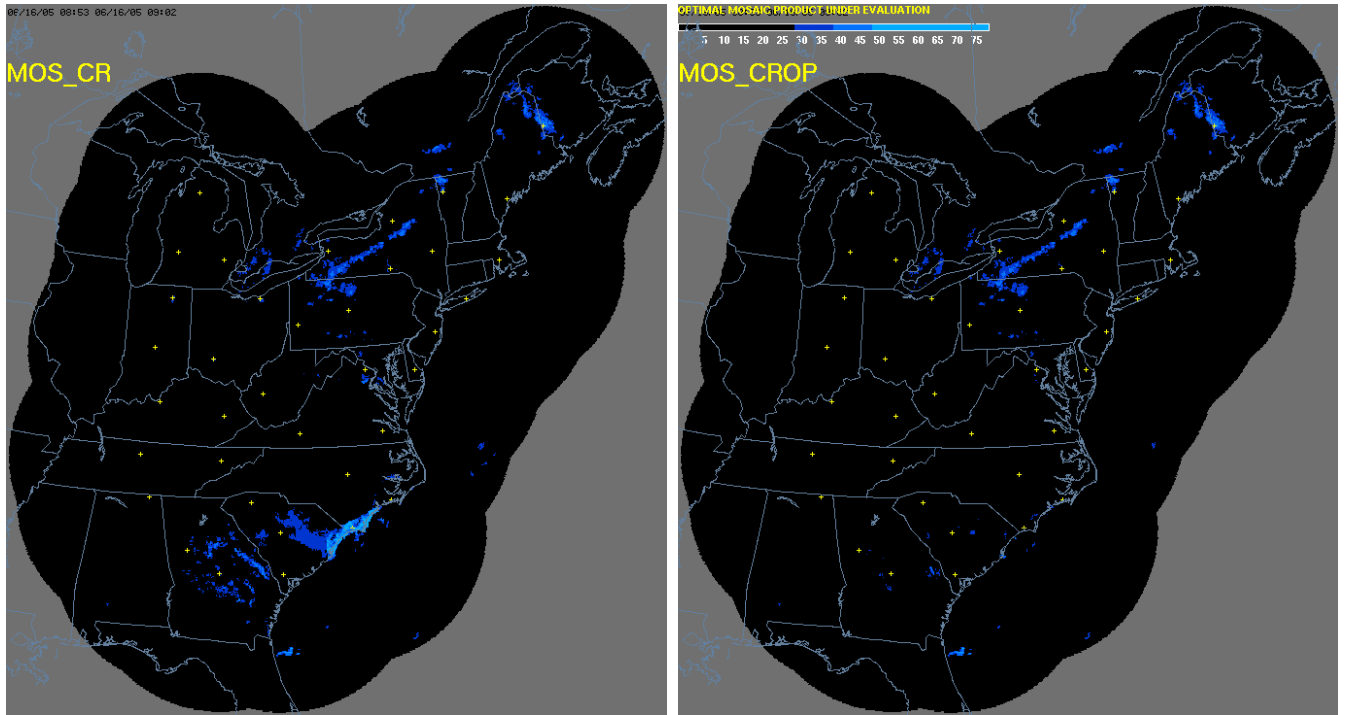 06/16/05 08:53 06/16/05 09:02
MOS_CR
OPTIMAL MOSAIC PRODUCT UNDER EVALUATION
5 10 15 20 25 30 35 40 45 50 55 60 65 70 75
MOS_CROP